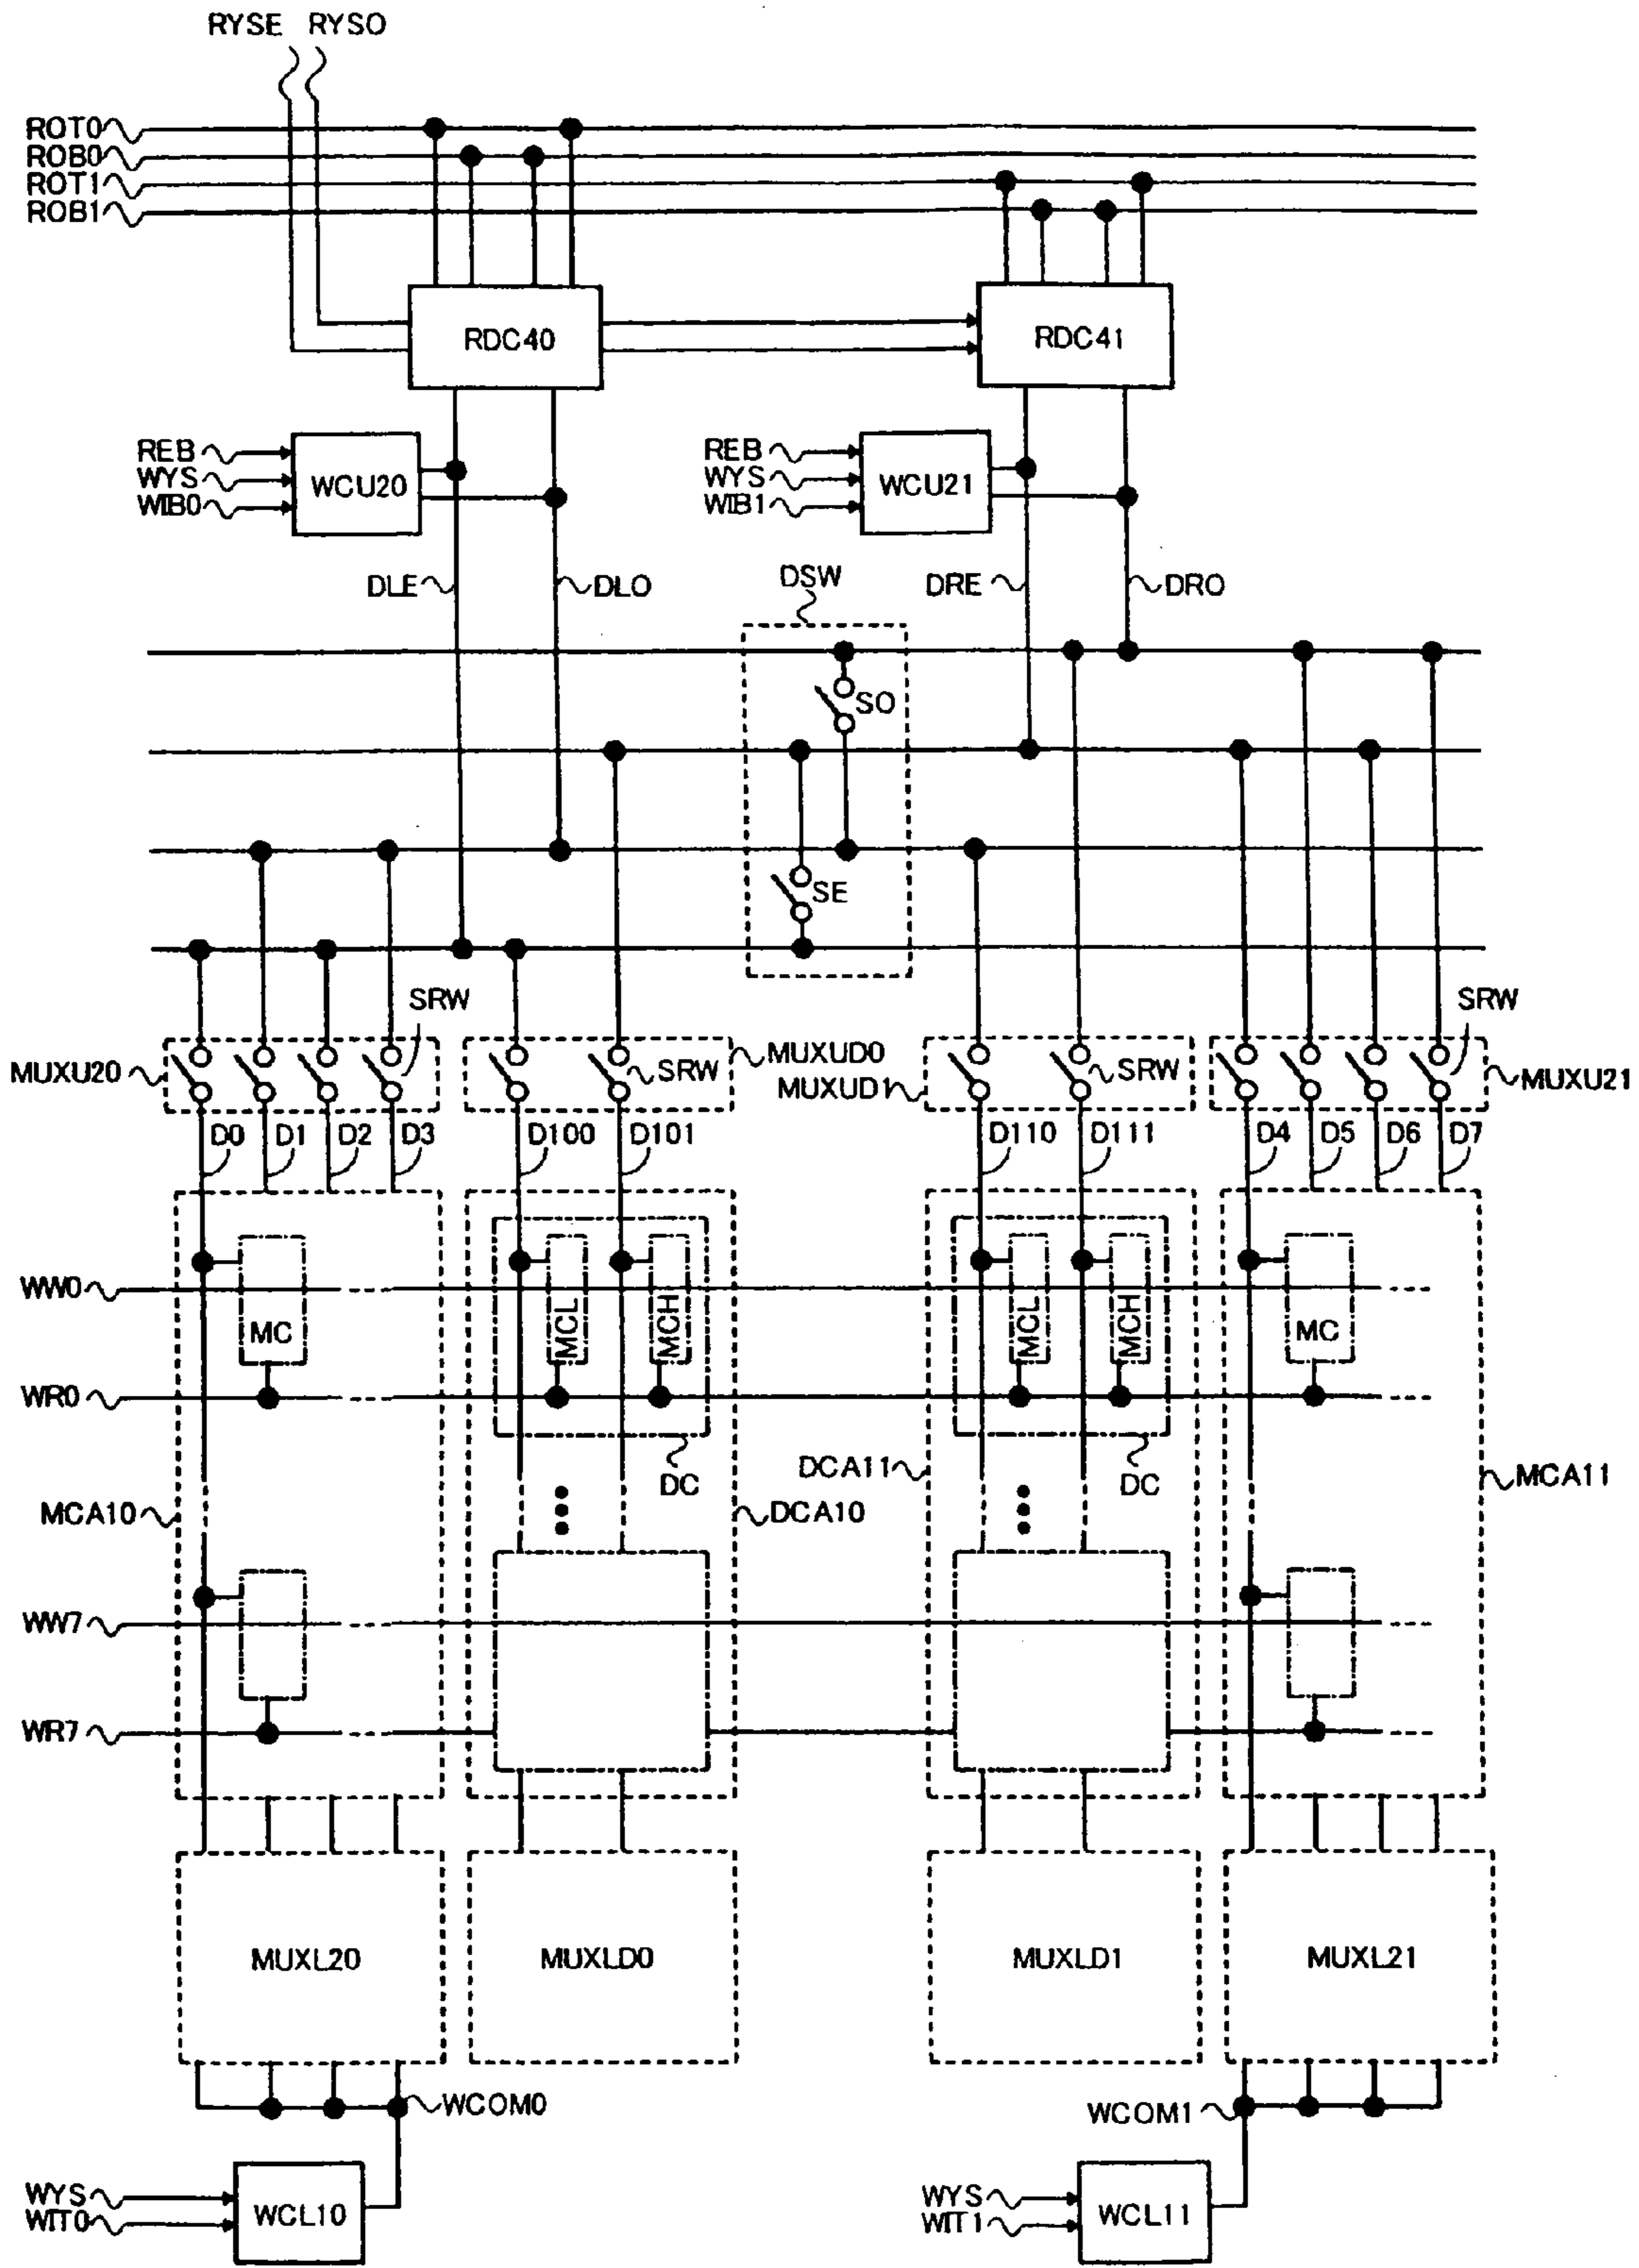 RYSE RYSO
ROT0
ROB0
ROT1
ROB1
RDC40
RDC41
REB
WYS
WIB0
WCU20
REB
WYS
WIB1
WCU21
DLE
DLO
DSW
DRE
DRO
SO
SE
SRW
SRW
MUXU20
SRW
MUXUD0
MUXUD1
SRW
MUXU21
D0 D1 D2 D3
D100 D101
D110 D111
D4 D5 D6 D7
WW0
MC
MCL
MCH
MCL
MCH
MC
WR0
DC
DC
DCA11
MCA11
MCA10
DCA10
WW7
WR7
MUXL20
MUXLD0
MUXLD1
MUXL21
WCOM0
WCOM1
WYS
WIT0
WCL10
WYS
WIT1
WCL11